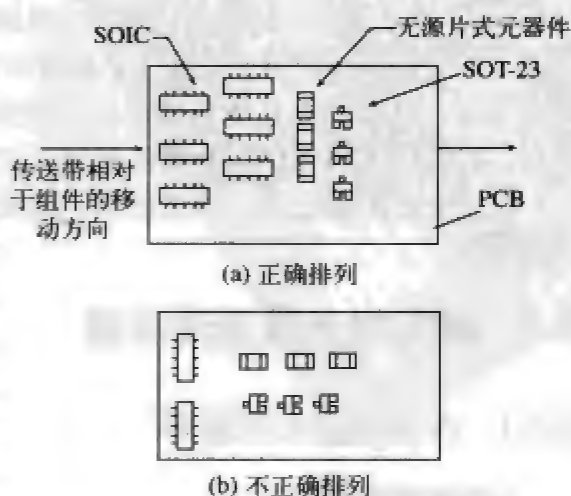 SOIC
无源片式元器件
SOT-23
传送带相对
于组件的移
动方向
PCB
(a) 正确排列
(b) 不正确排列